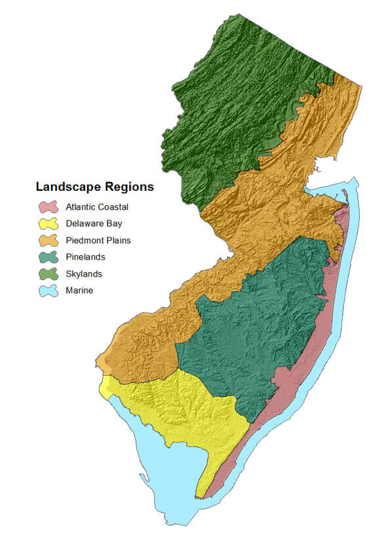 Landscape Regions
Atlantic Coastal
Delaware Bay
Piedmont Plains
Pinelands
Skylands
Marine